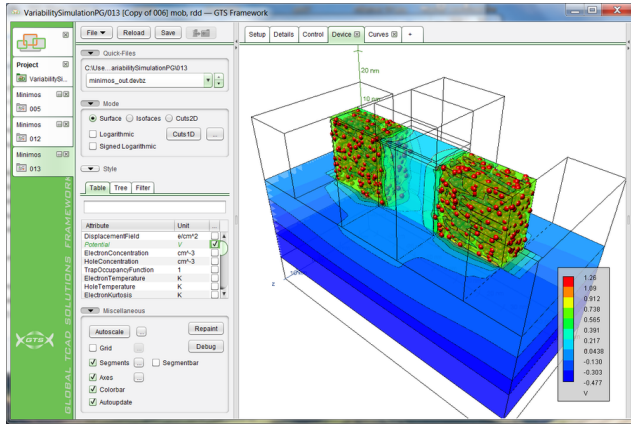 VariabilitySimulationPG/013 [Copy of 006] mob, rdd — GTS Framework
File Reload Save
Setup Details Control Device Curves +
Project
VariabilitySi...
Minimos
005
Minimos
012
Minimos
013
GLOBAL TCAD SOLUTIONS FRAMEWORK
GTS
Quick-Files
C:\Use...ariabilitySimulationPG\013
minimos_out.devbz
Mode
Surface Isofaces Cuts2D
Logarithmic Cuts1D ...
Signed Logarithmic
Style
Table Tree Filter
Attribute Unit ...
DisplacementField e/cm^2
Potential V
ElectronConcentration cm^-3
HoleConcentration cm^-3
TrapOccupancyFunction 1
ElectronTemperature K
HoleTemperature K
ElectronKurtosis K
Miscellaneous
Autoscale ... Repaint
Grid Debug
Segments ... Segmentbar
Axes ...
Colorbar
Autoupdate
20 nm
10 nm
z
1.26
1.09
0.912
0.738
0.565
0.391
0.217
0.0438
-0.130
-0.303
-0.477
V